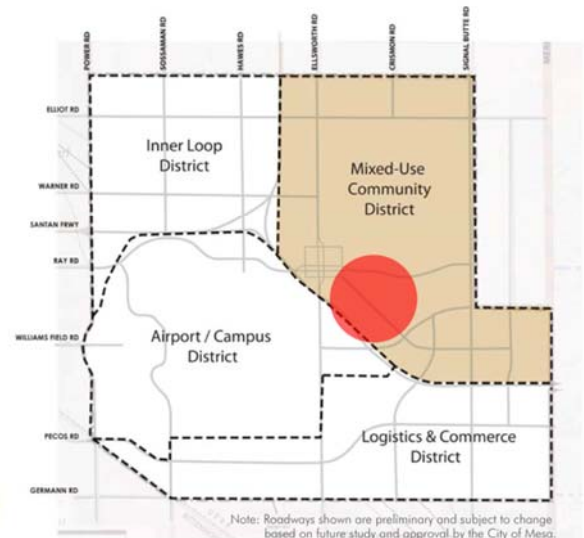 POWER RD
SOSSAMAN RD
HAWES RD
ELLSWORTH RD
CRISMON RD
SIGNAL BUTTE RD
ELLIOT RD
WARNER RD
SANTAN FRWY
RAY RD
WILLIAMS FIELD RD
PECOS RD
GERMANN RD
Inner Loop
District
Mixed-Use
Community
District
Airport / Campus
District
Logistics & Commerce
District
Note: Roadways shown are preliminary and subject to change
based on future study and approval by the City of Mesa.